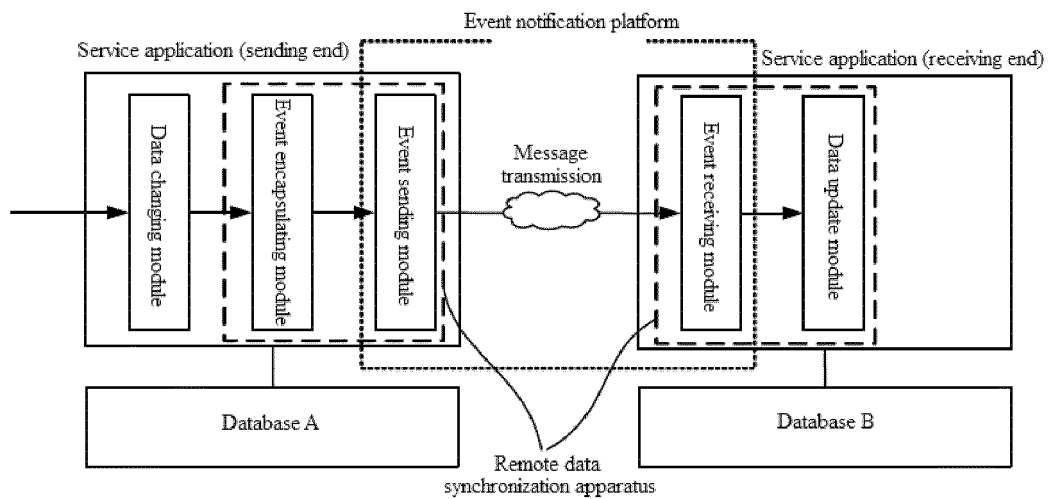 Event notification platform
Service application (sending end)
Service application (receiving end)
Data changing module
Event encapsulating module
Event sending module
Message
transmission
Event receiving module
Data update module
Database A
Database B
Remote data
synchronization apparatus